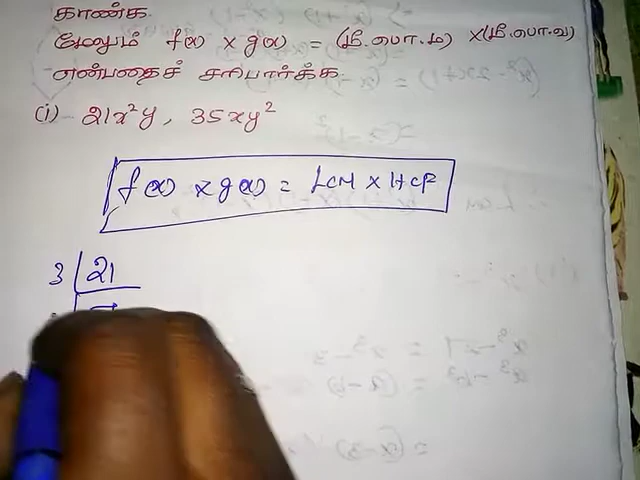 காண்க.
மேலும் f(x) x g(x) = (மீ.பொ.ம) x (மீ.பொ.வ)
என்பதைச் சரிபார்க்க
(i) 21x²y, 35xy²
f(x) x g(x) = LCM x HCF
3 | 21